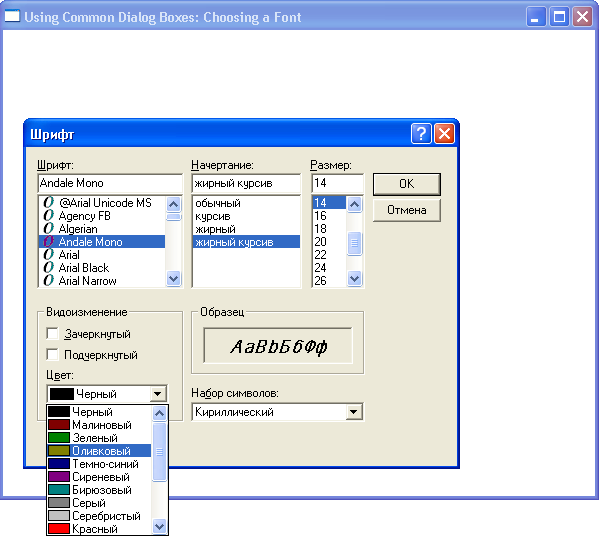 Using Common Dialog Boxes: Choosing a Font
Шрифт
Шрифт:
Andale Mono
@Arial Unicode MS
Agency FB
Algerian
Andale Mono
Arial
Arial Black
Arial Narrow
Начертание:
жирный курсив
обычный
курсив
жирный
жирный курсив
Размер:
14
14
16
18
20
22
24
26
OK
Отмена
Видоизменение
Зачеркнутый
Подчеркнутый
Цвет:
Черный
Черный
Малиновый
Зеленый
Оливковый
Темно-синий
Сиреневый
Бирюзовый
Серый
Серебристый
Красный
Образец
АаBbБбФф
Набор символов:
Кириллический